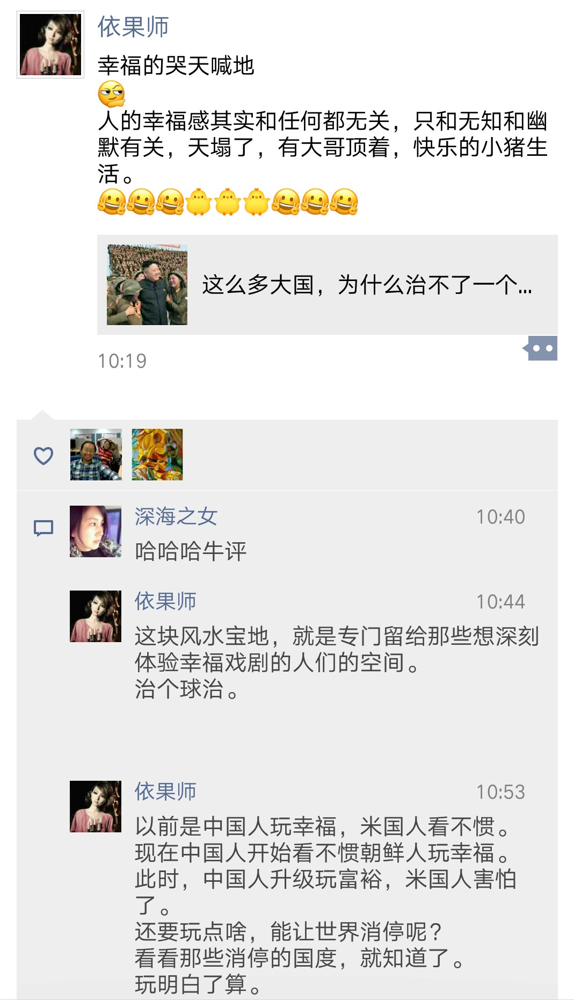 依果师
幸福的哭天喊地
人的幸福感其实和任何都无关，只和无知和幽
默有关，天塌了，有大哥顶着，快乐的小猪生
活。
这么多大国，为什么治不了一个...
10:19
深海之女
10:40
哈哈哈牛评
依果师
10:44
这块风水宝地，就是专门留给那些想深刻
体验幸福戏剧的人们的空间。
治个球治。
依果师
10:53
以前是中国人玩幸福，米国人看不惯。
现在中国人开始看不惯朝鲜人玩幸福。
此时，中国人升级玩富裕，米国人害怕
了。
还要玩点啥，能让世界消停呢？
看看那些消停的国度，就知道了。
玩明白了算。